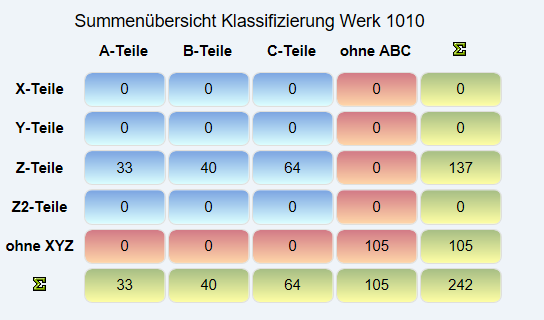 Summenübersicht Klassifizierung Werk 1010
A-Teile B-Teile C-Teile ohne ABC Σ
X-Teile 0 0 0 0 0
Y-Teile 0 0 0 0 0
Z-Teile 33 40 64 0 137
Z2-Teile 0 0 0 0 0
ohne XYZ 0 0 0 105 105
Σ 33 40 64 105 242